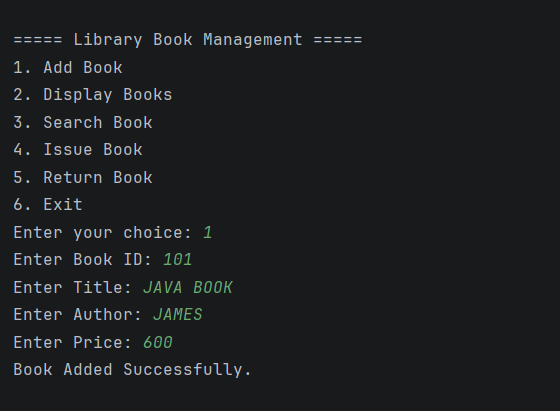 ===== Library Book Management =====
1. Add Book
2. Display Books
3. Search Book
4. Issue Book
5. Return Book
6. Exit
Enter your choice: 1
Enter Book ID: 101
Enter Title: JAVA BOOK
Enter Author: JAMES
Enter Price: 600
Book Added Successfully.